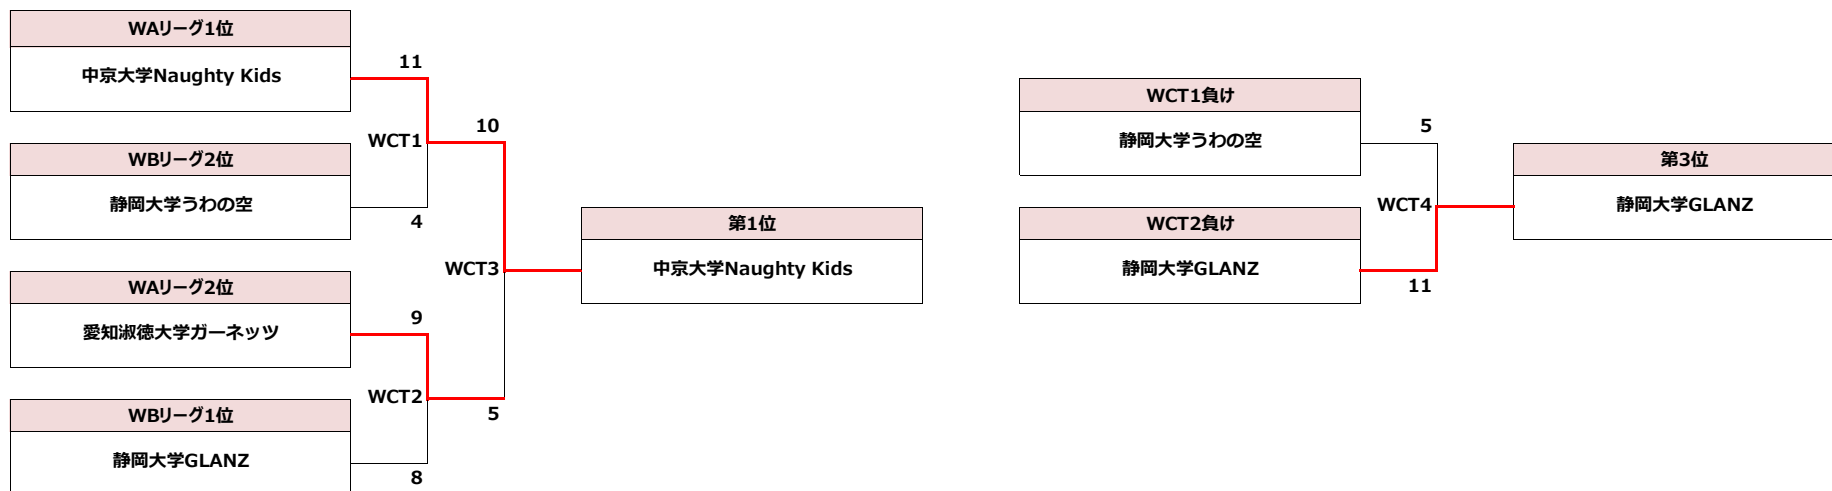 WAリーグ1位
中京大学Naughty Kids
11
WCT1
10
WBリーグ2位
静岡大学うわの空
4
WCT3
第1位
中京大学Naughty Kids
WAリーグ2位
愛知淑徳大学ガーネッツ
9
WCT2
5
WBリーグ1位
静岡大学GLANZ
8
WCT1負け
静岡大学うわの空
5
WCT4
第3位
静岡大学GLANZ
WCT2負け
静岡大学GLANZ
11